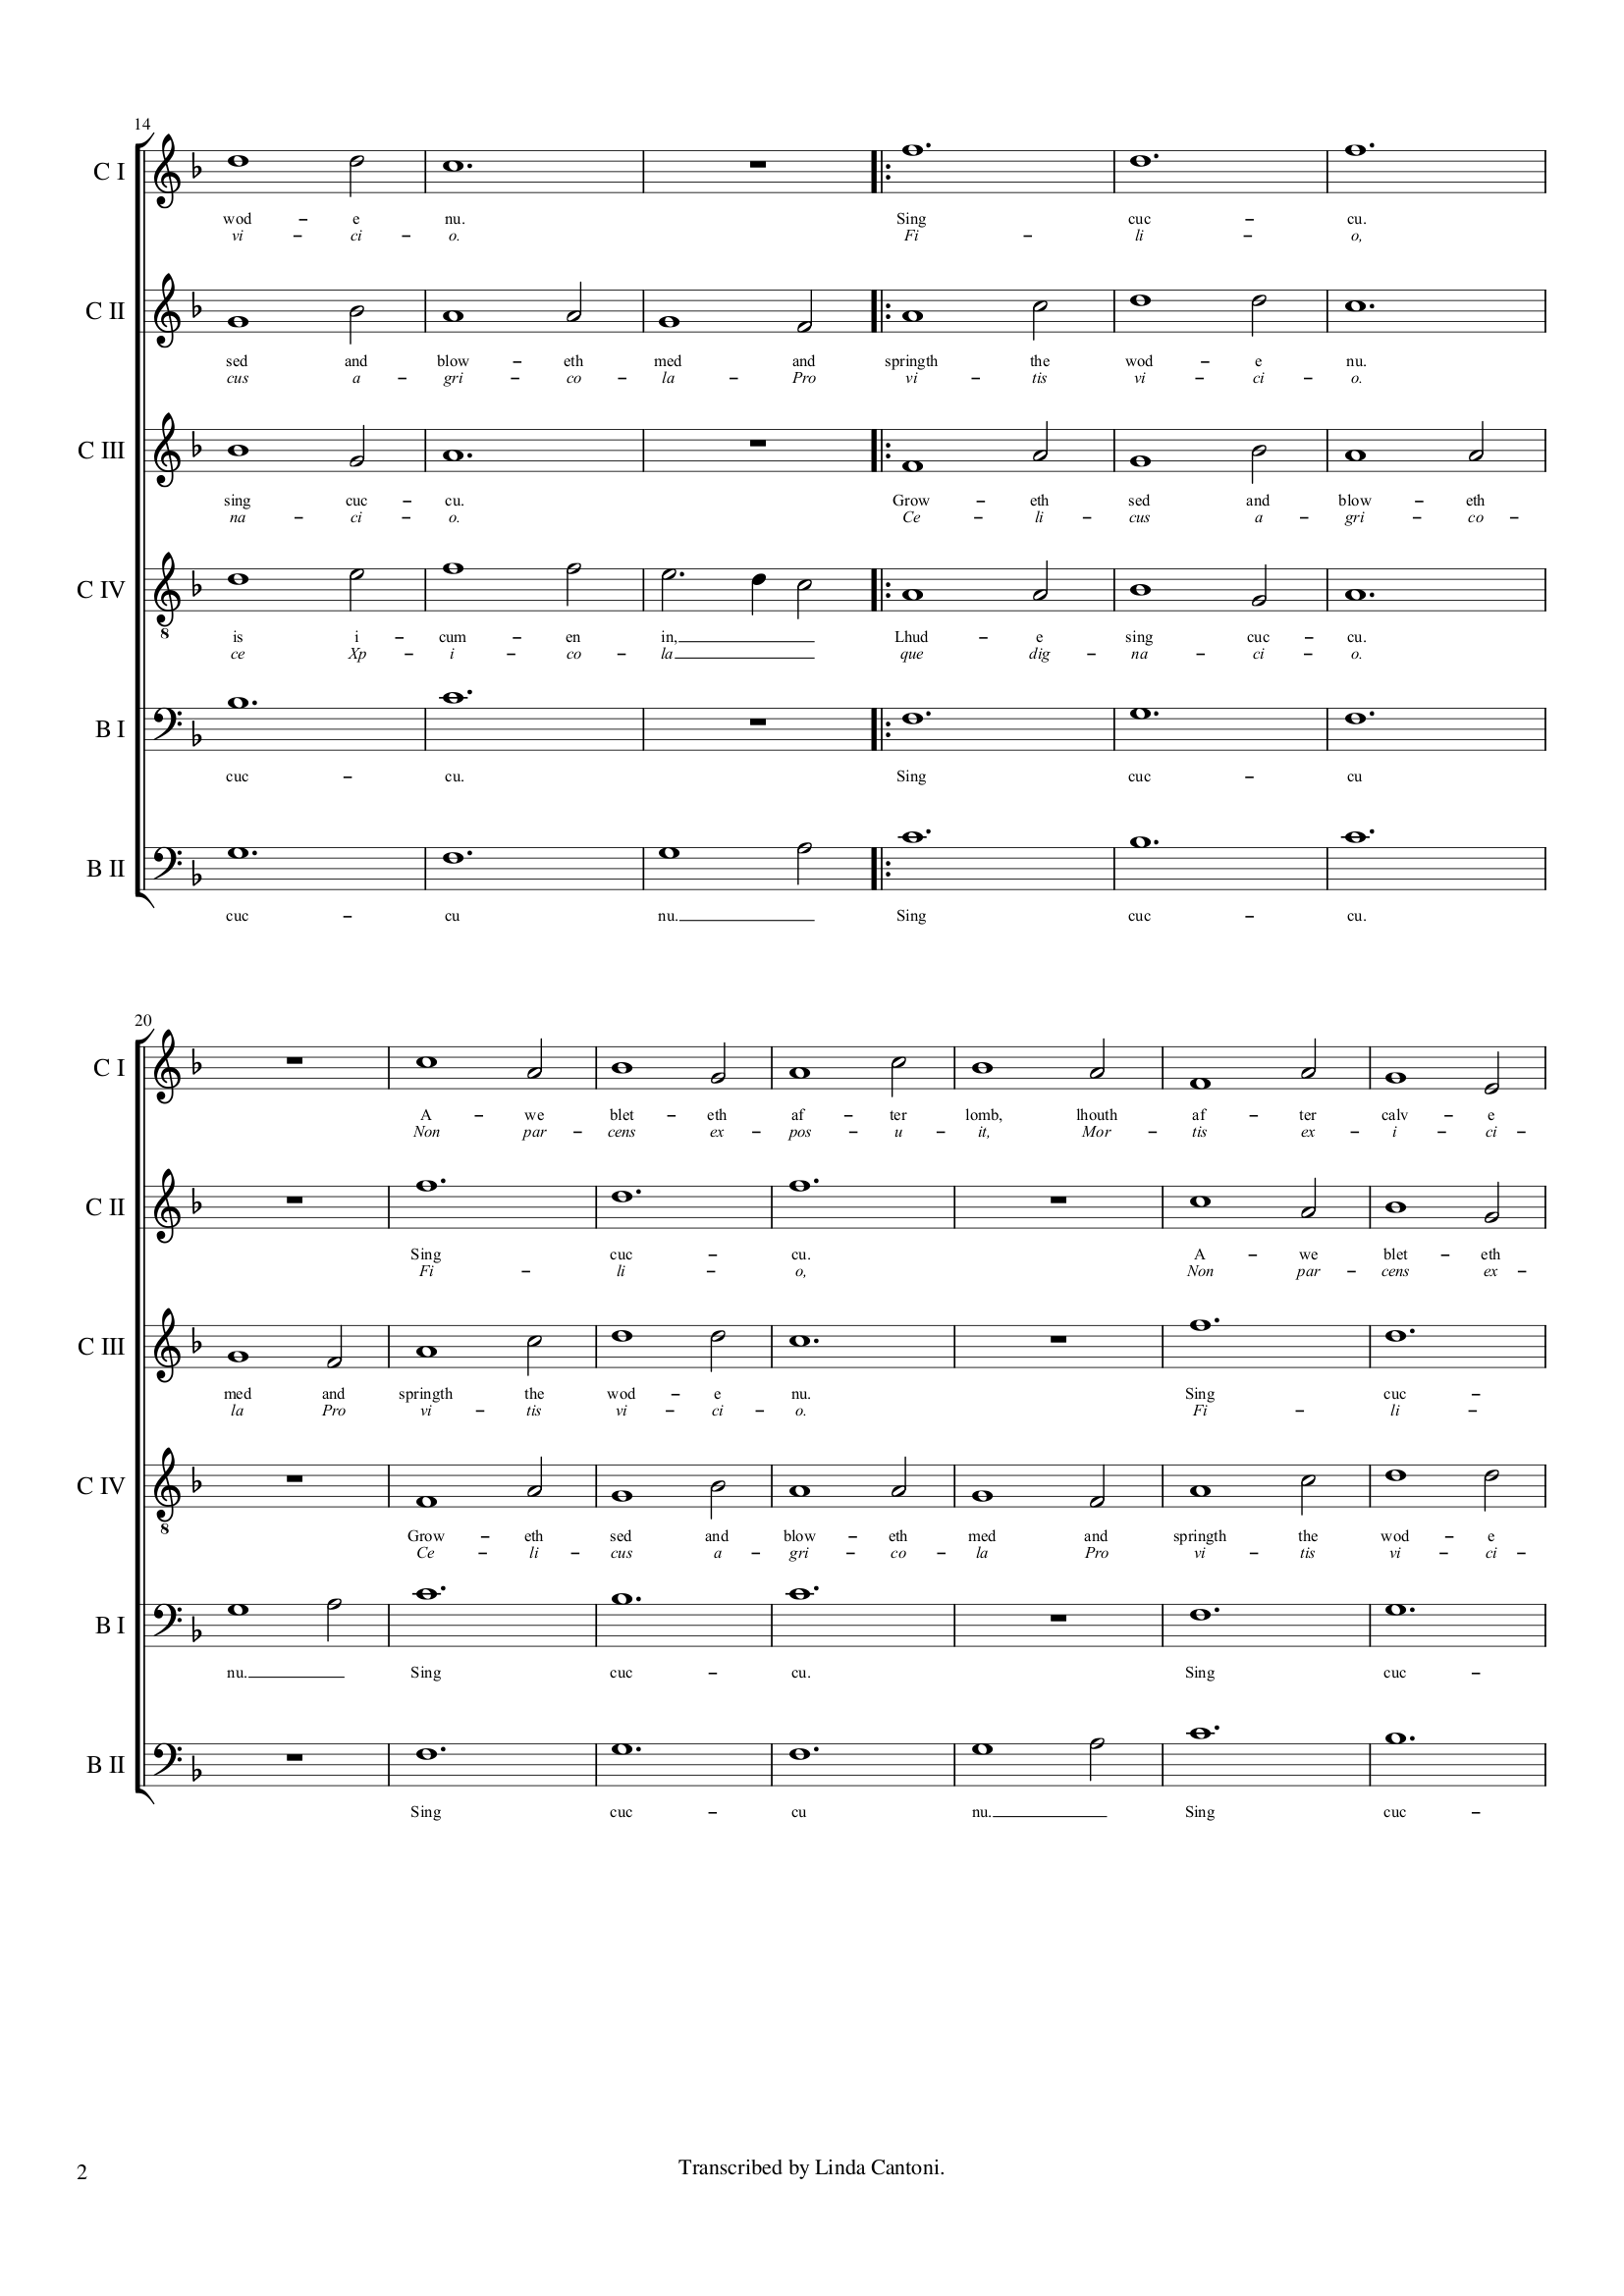 14
C I
wod - e nu. Sing cuc - cu.
vi - ci - o. Fi - li - o,
C II
sed and blow - eth med and springth the wod - e nu.
cus a - gri - co - la - Pro vi - tis vi - ci - o.
C III
sing cuc - cu. Grow - eth sed and blow - eth
na - ci - o. Ce - li - cus a - gri - co -
C IV
8
is i - cum - en in, Lhud - e sing cuc - cu.
ce Xp - i - co - la que dig - na - ci - o.
B I
cuc - cu. Sing cuc - cu
B II
cuc - cu nu. Sing cuc - cu.
20
C I
A - we blet - eth af - ter lomb, lhouth af - ter calv - e
Non par - cens ex - pos - u - it, Mor - tis ex - i - ci -
C II
Sing cuc - cu. A - we blet - eth
Fi - li - o, Non par - cens ex -
C III
med and springth the wod - e nu. Sing cuc -
la Pro vi - tis vi - ci - o. Fi - li -
C IV
8
Grow - eth sed and blow - eth med and springth the wod - e
Ce - li - cus a - gri - co - la Pro vi - tis vi - ci -
B I
nu. Sing cuc - cu. Sing cuc -
B II
Sing cuc - cu nu. Sing cuc -
2
Transcribed by Linda Cantoni.